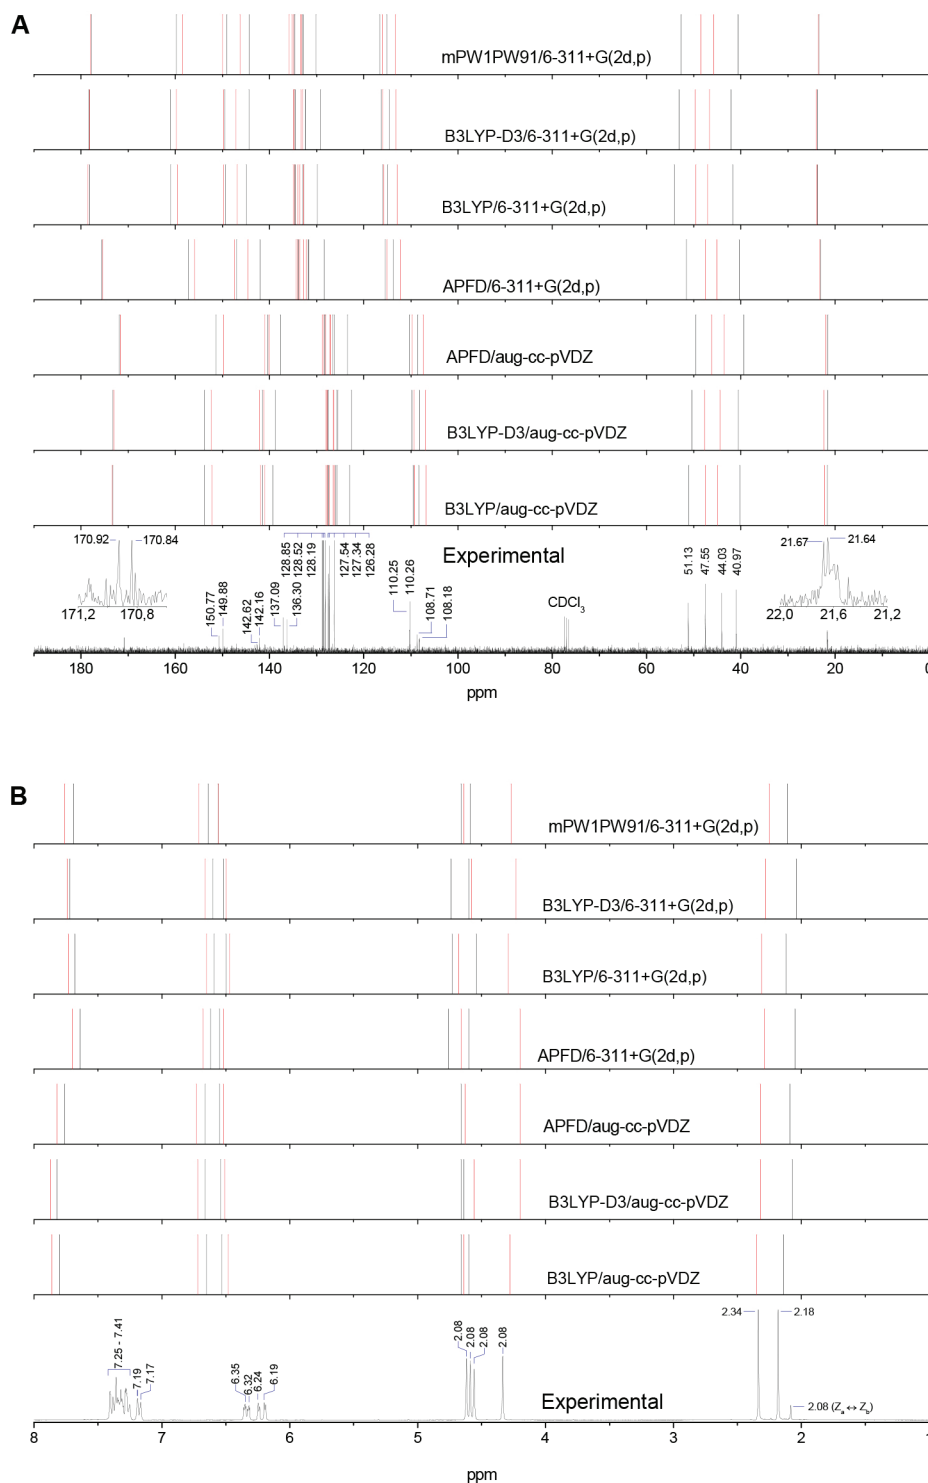 A
mPW1PW91/6-311+G(2d,p)
B3LYP-D3/6-311+G(2d,p)
B3LYP/6-311+G(2d,p)
APFD/6-311+G(2d,p)
APFD/aug-cc-pVDZ
B3LYP-D3/aug-cc-pVDZ
B3LYP/aug-cc-pVDZ
Experimental
170.92
170.84
171,2
170,8
150.77
149.88
142.62
142.16
137.09
136.30
128.85
128.52
128.19
127.54
127.34
126.28
110.25
110.26
108.71
108.18
CDCl3
51.13
47.55
44.03
40.97
21.67
21.64
22,0
21,6
21,2
180 160 140 120 100 80 60 40 20 0
ppm
B
mPW1PW91/6-311+G(2d,p)
B3LYP-D3/6-311+G(2d,p)
B3LYP/6-311+G(2d,p)
APFD/6-311+G(2d,p)
APFD/aug-cc-pVDZ
B3LYP-D3/aug-cc-pVDZ
B3LYP/aug-cc-pVDZ
Experimental
7.25 - 7.41
7.19
7.17
6.35
6.32
6.24
6.19
2.08
2.08
2.08
2.08
2.34
2.18
2.08 (Za ↔ Zb)
8 7 6 5 4 3 2 1
ppm